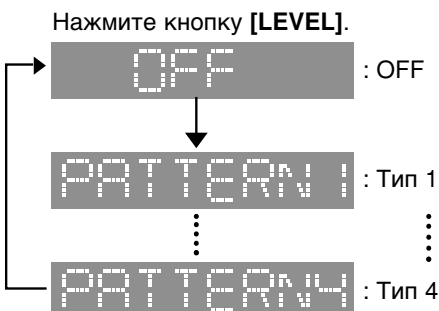 Нажмите кнопку [LEVEL].
OFF : OFF
PATTERN 1 : Тип 1
PATTERN4 : Тип 4